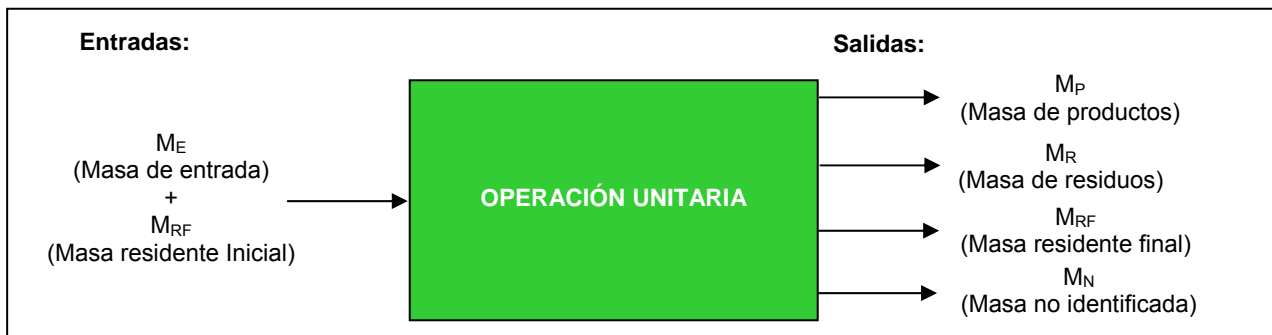 Entradas:
M_E
(Masa de entrada)
+
M_RF
(Masa residente Inicial)
OPERACIÓN UNITARIA
Salidas:
M_P
(Masa de productos)
M_R
(Masa de residuos)
M_RF
(Masa residente final)
M_N
(Masa no identificada)